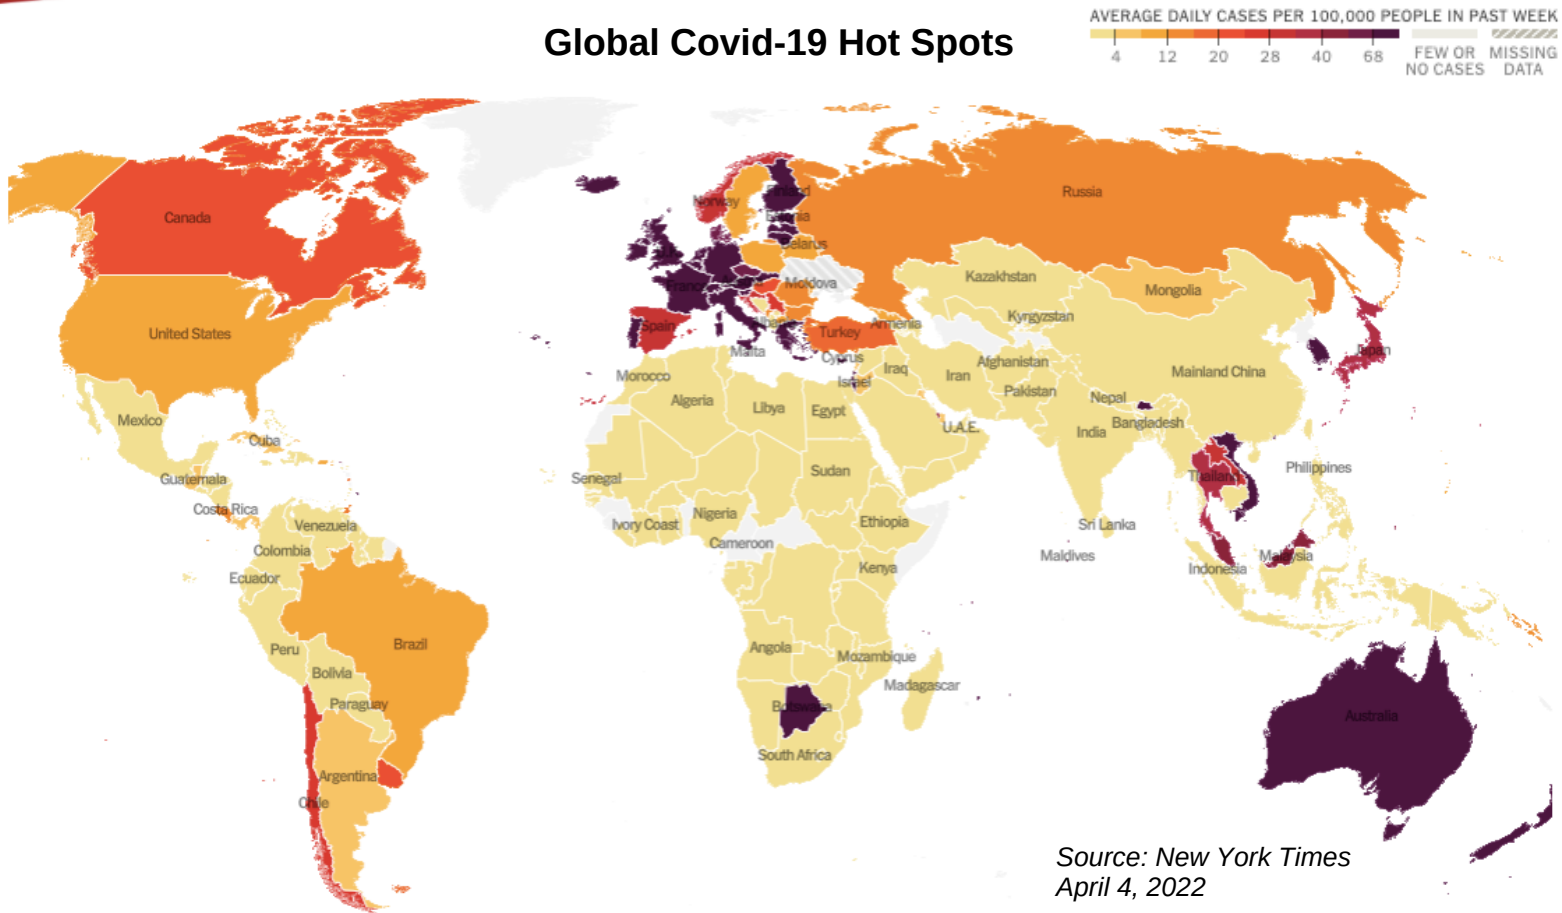 Global Covid-19 Hot Spots
AVERAGE DAILY CASES PER 100,000 PEOPLE IN PAST WEEK
4 12 20 28 40 68
FEW OR
NO CASES
MISSING
DATA
Canada
United States
Mexico
Cuba
Guatemala
Costa Rica
Venezuela
Colombia
Ecuador
Brazil
Peru
Bolivia
Paraguay
Argentina
Chile
Norway
Finland
Estonia
Belarus
Russia
France
Moldova
Spain
Turkey
Armenia
Malta
Cyprus
Israel
Iraq
Iran
Kazakhstan
Mongolia
Kyrgyzstan
Afghanistan
Pakistan
Mainland China
Japan
Nepal
Bangladesh
India
U.A.E.
Morocco
Algeria
Libya
Egypt
Sudan
Senegal
Ivory Coast
Nigeria
Cameroon
Ethiopia
Kenya
Angola
Mozambique
Madagascar
Botswana
South Africa
Thailand
Philippines
Sri Lanka
Maldives
Malaysia
Indonesia
Australia
Source: New York Times
April 4, 2022